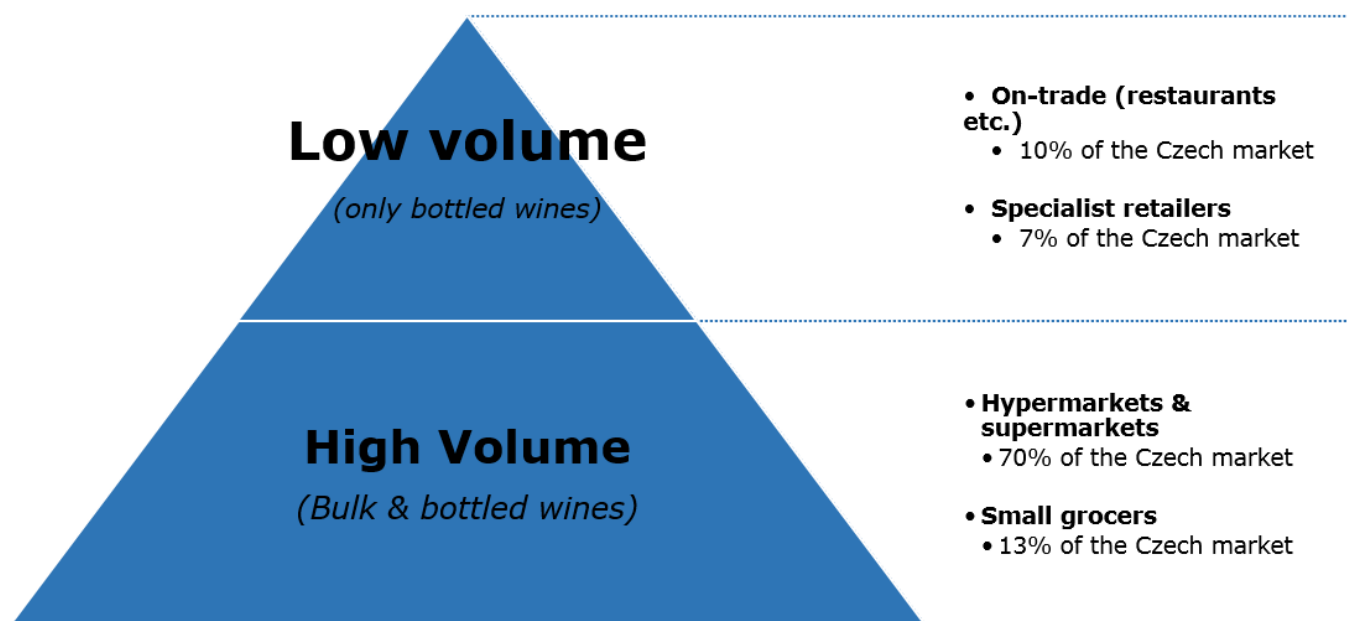 Low volume
(only bottled wines)
• On-trade (restaurants
etc.)
• 10% of the Czech market
• Specialist retailers
• 7% of the Czech market
High Volume
(Bulk & bottled wines)
• Hypermarkets &
supermarkets
• 70% of the Czech market
• Small grocers
• 13% of the Czech market